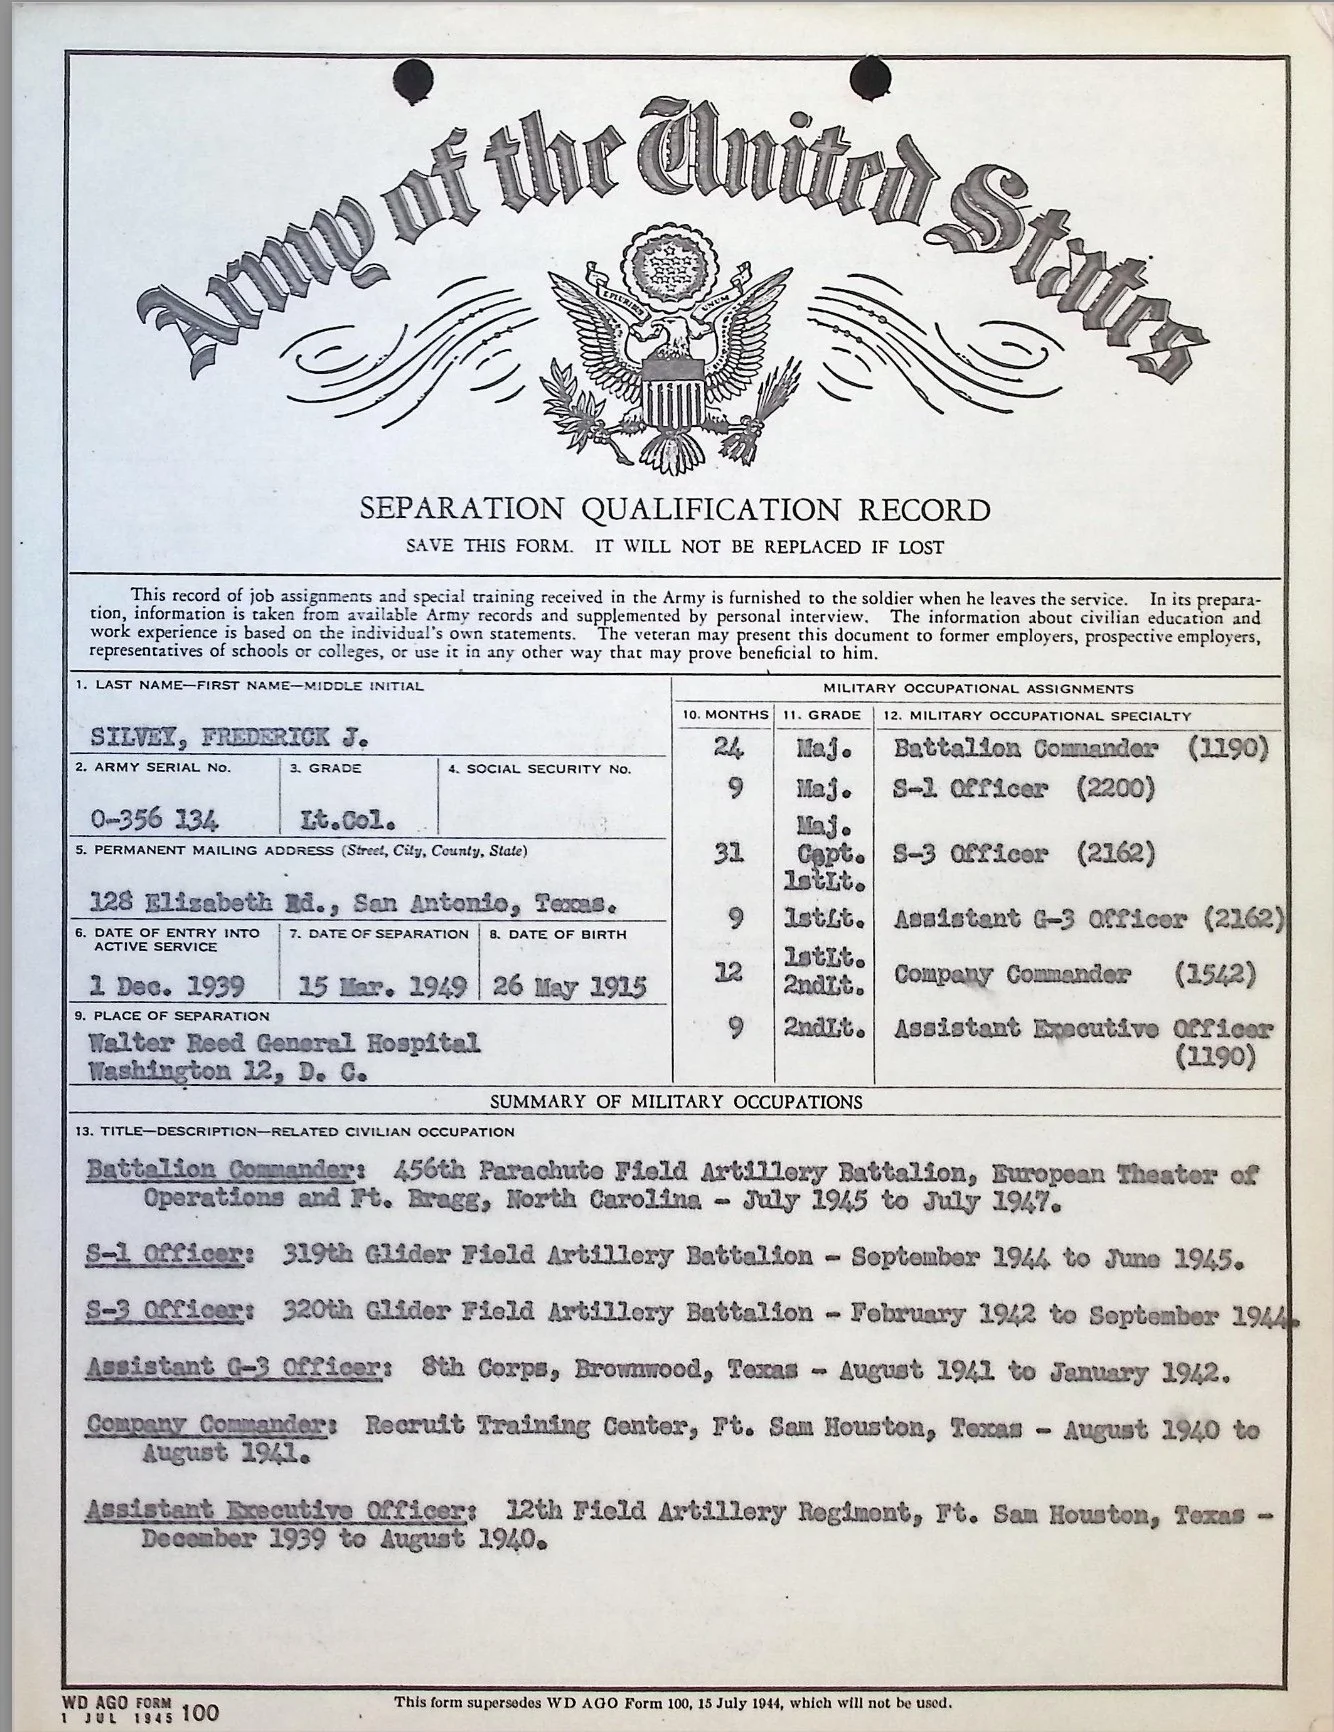 Army of the United States
E PLURIBUS UNUM
SEPARATION QUALIFICATION RECORD
SAVE THIS FORM. IT WILL NOT BE REPLACED IF LOST
This record of job assignments and special training received in the Army is furnished to the soldier when he leaves the service. In its prepara-
tion, information is taken from available Army records and supplemented by personal interview. The information about civilian education and
work experience is based on the individual's own statements. The veteran may present this document to former employers, prospective employers,
representatives of schools or colleges, or use it in any other way that may prove beneficial to him.
1. LAST NAME—FIRST NAME—MIDDLE INITIAL
SILVEY, FREDERICK J.
2. ARMY SERIAL No. 3. GRADE 4. SOCIAL SECURITY No.
O-356 134 Lt.Col.
5. PERMANENT MAILING ADDRESS (Street, City, County, State)
128 Elizabeth Rd., San Antonio, Texas.
6. DATE OF ENTRY INTO ACTIVE SERVICE 7. DATE OF SEPARATION 8. DATE OF BIRTH
1 Dec. 1939 15 Mar. 1949 26 May 1915
9. PLACE OF SEPARATION
Walter Reed General Hospital
Washington 12, D. C.
MILITARY OCCUPATIONAL ASSIGNMENTS
10. MONTHS 11. GRADE 12. MILITARY OCCUPATIONAL SPECIALTY
24 Maj. Battalion Commander (1190)
9 Maj. S-1 Officer (2200)
Maj.
31 Capt. S-3 Officer (2162)
1stLt.
9 1stLt. Assistant G-3 Officer (2162)
1stLt.
12 2ndLt. Company Commander (1542)
9 2ndLt. Assistant Executive Officer
(1190)
SUMMARY OF MILITARY OCCUPATIONS
13. TITLE—DESCRIPTION—RELATED CIVILIAN OCCUPATION
Battalion Commander: 456th Parachute Field Artillery Battalion, European Theater of
Operations and Ft. Bragg, North Carolina - July 1945 to July 1947.
S-1 Officer: 319th Glider Field Artillery Battalion - September 1944 to June 1945.
S-3 Officer: 320th Glider Field Artillery Battalion - February 1942 to September 1944.
Assistant G-3 Officer: 8th Corps, Brownwood, Texas - August 1941 to January 1942.
Company Commander: Recruit Training Center, Ft. Sam Houston, Texas - August 1940 to
August 1941.
Assistant Executive Officer: 12th Field Artillery Regiment, Ft. Sam Houston, Texas -
December 1939 to August 1940.
WD AGO FORM 100
1 JUL 1945
This form supersedes WD AGO Form 100, 15 July 1944, which will not be used.